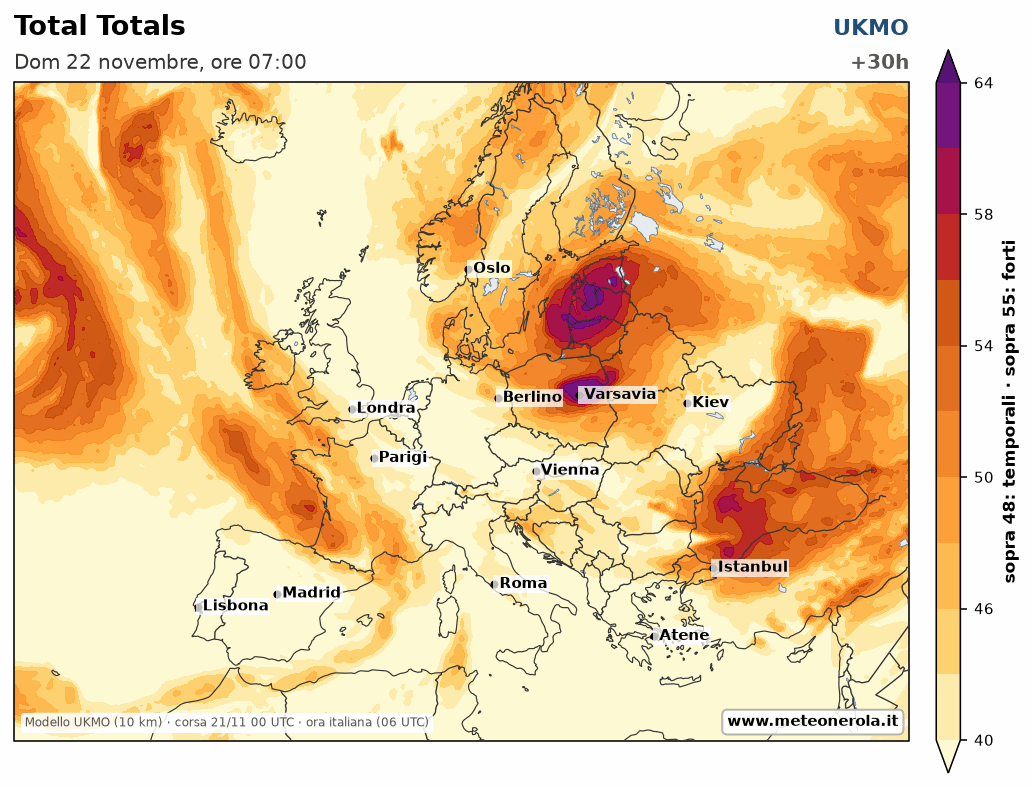 Total Totals
UKMO
Dom 22 novembre, ore 07:00
+30h
64
58
54
50
46
40
sopra 48: temporali · sopra 55: forti
Oslo
Berlino
Varsavia
Kiev
Londra
Parigi
Vienna
Istanbul
Roma
Madrid
Lisbona
Atene
Modello UKMO (10 km) · corsa 21/11 00 UTC · ora italiana (06 UTC)
www.meteonerola.it